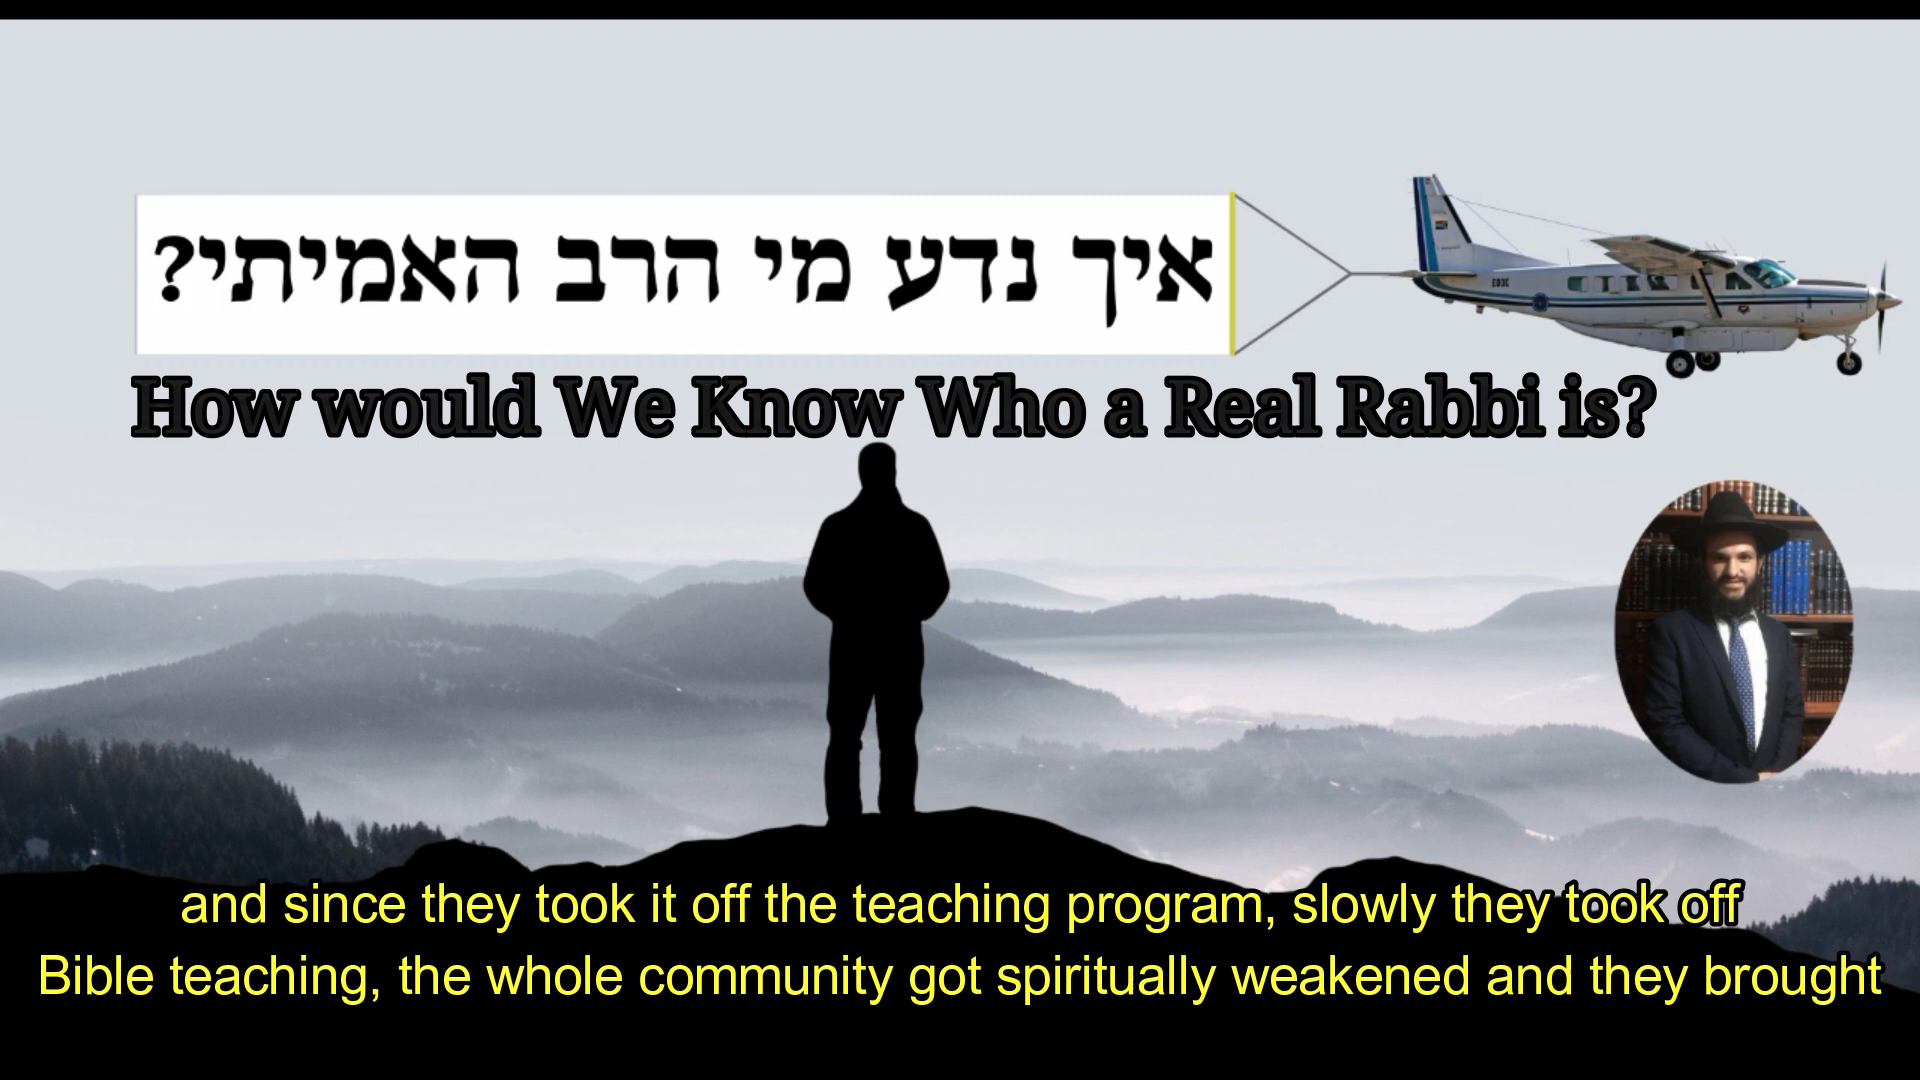 איך נדע מי הרב האמיתי?
How would We Know Who a Real Rabbi is?
and since they took it off the teaching program, slowly they took off
Bible teaching, the whole community got spiritually weakened and they brought